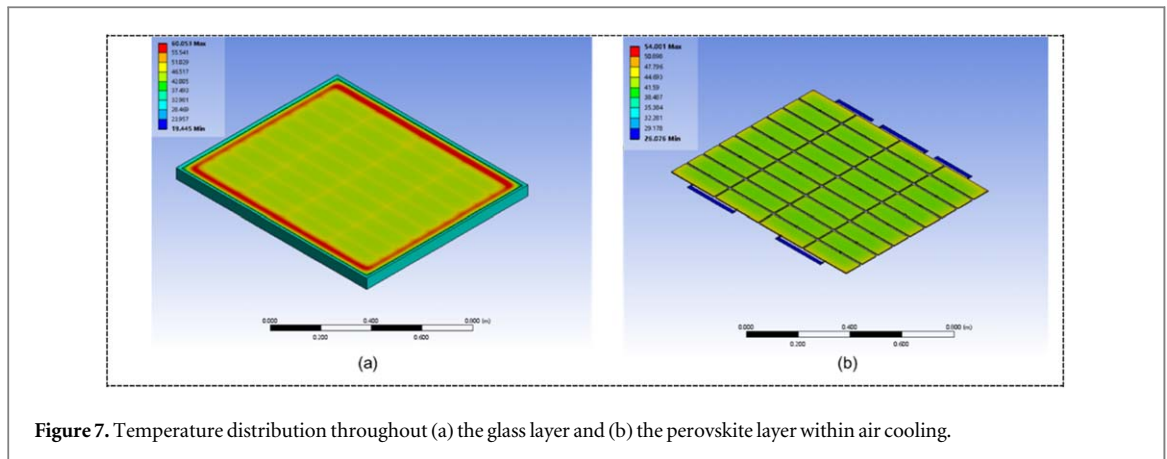 60.053 Max
55.541
51.029
46.517
42.005
37.493
32.981
28.469
23.957
19.445 Min
0.000 0.400 0.800 (m)
0.200 0.600
(a)
54.001 Max
50.898
47.796
44.693
41.59
38.487
35.384
32.281
29.178
26.076 Min
0.000 0.400 0.800 (m)
0.200 0.600
(b)
Figure 7. Temperature distribution throughout (a) the glass layer and (b) the perovskite layer within air cooling.